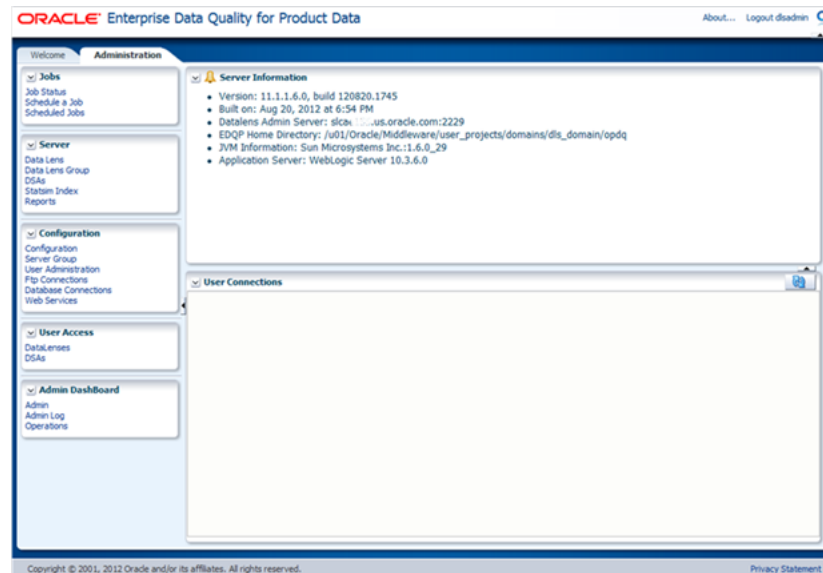 ORACLE Enterprise Data Quality for Product Data
About... Logout dlsadmin
Welcome Administration
Jobs
Job Status
Schedule a Job
Scheduled Jobs
Server
Data Lens
Data Lens Group
DSAs
Statsim Index
Reports
Configuration
Configuration
Server Group
User Administration
Ftp Connections
Database Connections
Web Services
User Access
DataLenses
DSAs
Admin DashBoard
Admin
Admin Log
Operations
Server Information
Version: 11.1.1.6.0, build 120820.1745
Built on: Aug 20, 2012 at 6:54 PM
Datalens Admin Server: .us.oracle.com:2229
EDQP Home Directory: /u01/Oracle/Middleware/user_projects/domains/dls_domain/opdq
JVM Information: Sun Microsystems Inc.:1.6.0_29
Application Server: WebLogic Server 10.3.6.0
User Connections
Copyright © 2001, 2012 Oracle and/or its affiliates. All rights reserved.
Privacy Statement